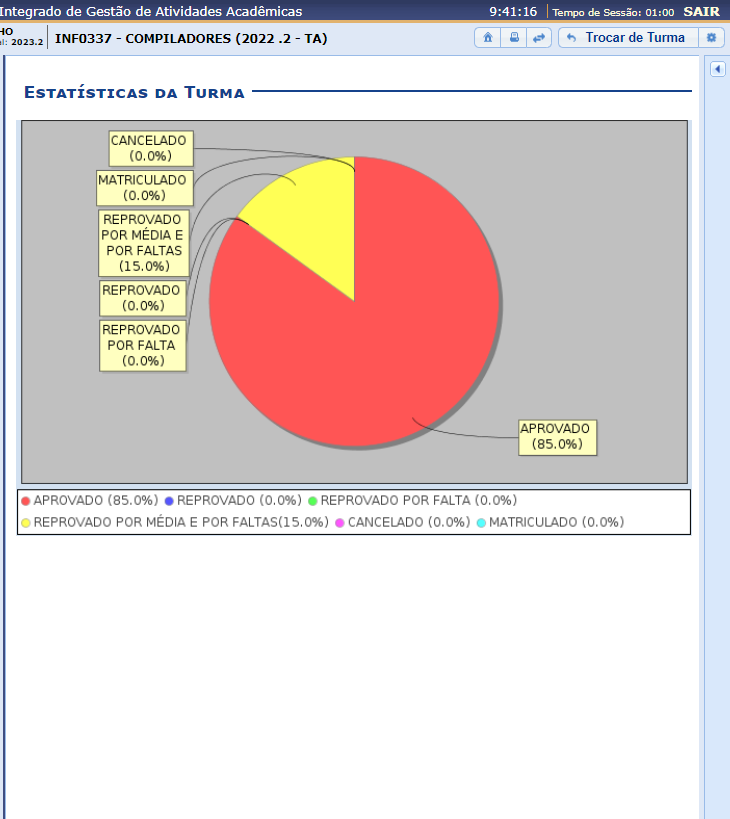 Integrado de Gestão de Atividades Acadêmicas 9:41:16 Tempo de Sessão: 01:00 SAIR
HO
el: 2023.2 INF0337 - COMPILADORES (2022 .2 - TA) Trocar de Turma
Estatísticas da Turma
CANCELADO
(0.0%)
MATRICULADO
(0.0%)
REPROVADO
POR MÉDIA E
POR FALTAS
(15.0%)
REPROVADO
(0.0%)
REPROVADO
POR FALTA
(0.0%)
APROVADO
(85.0%)
APROVADO (85.0%) REPROVADO (0.0%) REPROVADO POR FALTA (0.0%)
REPROVADO POR MÉDIA E POR FALTAS(15.0%) CANCELADO (0.0%) MATRICULADO (0.0%)